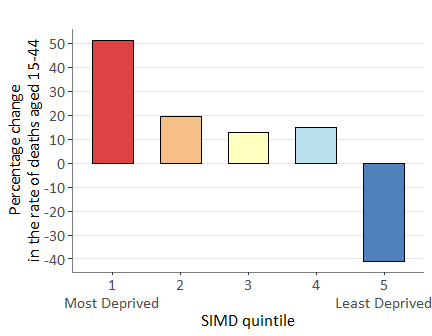 Percentage change
in the rate of deaths aged 15-44
50
40
30
20
10
0
-10
-20
-30
-40
1 2 3 4 5
Most Deprived Least Deprived
SIMD quintile